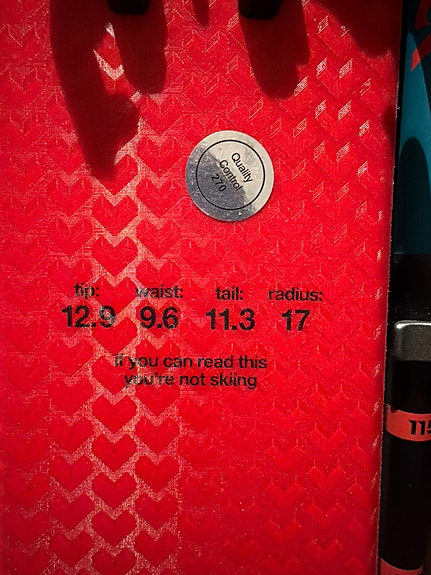 Quality
Control
270
tip: waist: tail: radius:
12.9 9.6 11.3 17
if you can read this
you're not skiing
115